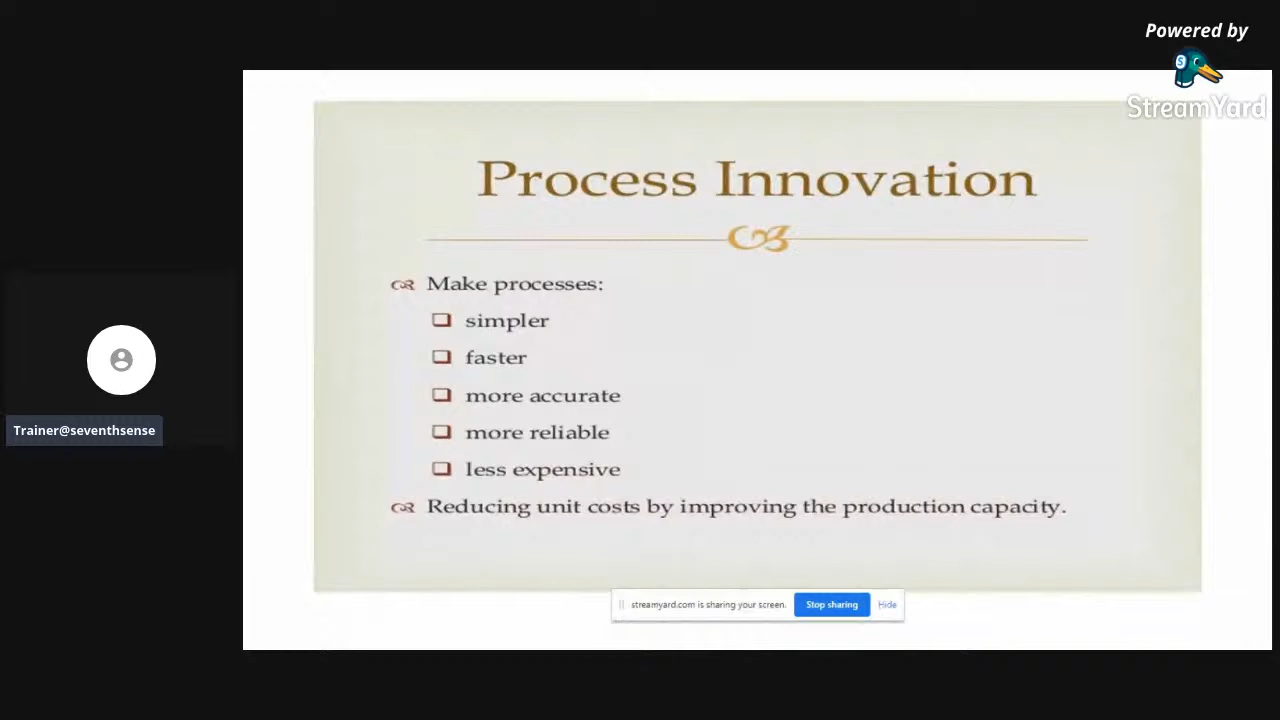 Powered by
StreamYard
Process Innovation
Make processes:
simpler
faster
more accurate
more reliable
less expensive
Reducing unit costs by improving the production capacity.
Trainer@seventhsense
streamyard.com is sharing your screen. Stop sharing Hide